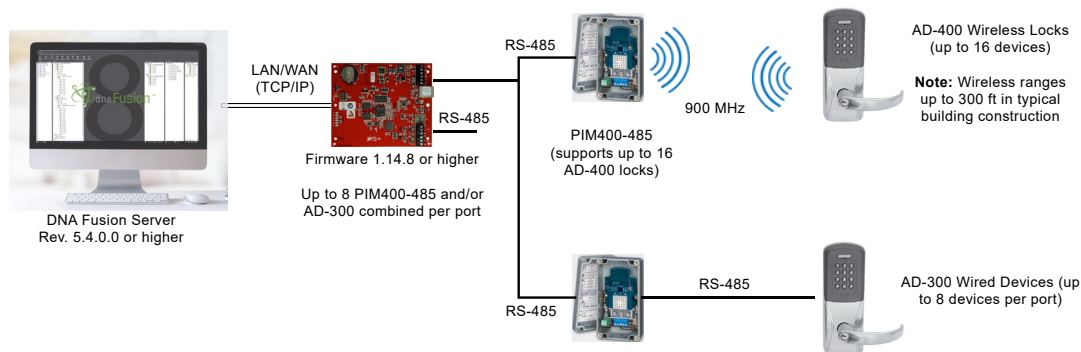 dnaFusion™
DNA Fusion Server
Rev. 5.4.0.0 or higher
LAN/WAN
(TCP/IP)
RS-485
Firmware 1.14.8 or higher
Up to 8 PIM400-485 and/or
AD-300 combined per port
RS-485
PIM400-485
(supports up to 16
AD-400 locks)
900 MHz
AD-400 Wireless Locks
(up to 16 devices)
Note: Wireless ranges
up to 300 ft in typical
building construction
RS-485
RS-485
AD-300 Wired Devices (up
to 8 devices per port)